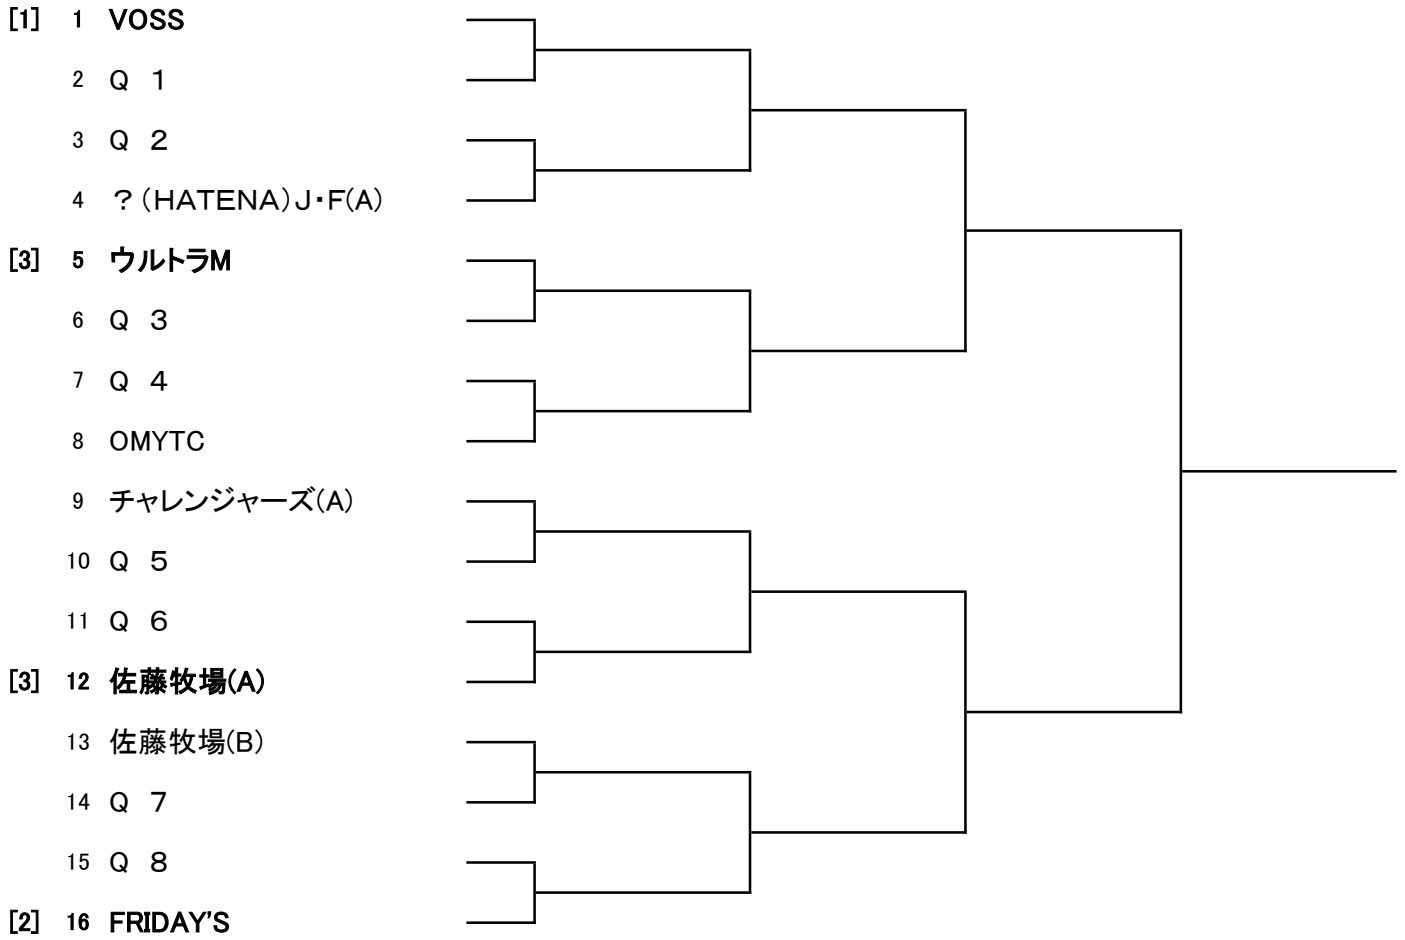 [1] 1 VOSS
2 Q 1
3 Q 2
4 ？(HATENA)J・F(A)
[3] 5 ウルトラM
6 Q 3
7 Q 4
8 OMYTC
9 チャレンジャーズ(A)
10 Q 5
11 Q 6
[3] 12 佐藤牧場(A)
13 佐藤牧場(B)
14 Q 7
15 Q 8
[2] 16 FRIDAY'S